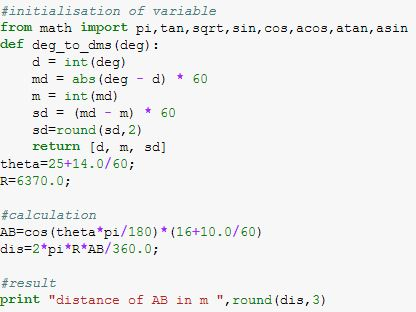 #initialisation of variable
from math import pi,tan,sqrt,sin,cos,acos,atan,asin
def deg_to_dms(deg):
    d = int(deg)
    md = abs(deg - d) * 60
    m = int(md)
    sd = (md - m) * 60
    sd=round(sd,2)
    return [d, m, sd]
theta=25+14.0/60;
R=6370.0;

#calculation
AB=cos(theta*pi/180)*(16+10.0/60)
dis=2*pi*R*AB/360.0;

#result
print "distance of AB in m ",round(dis,3)